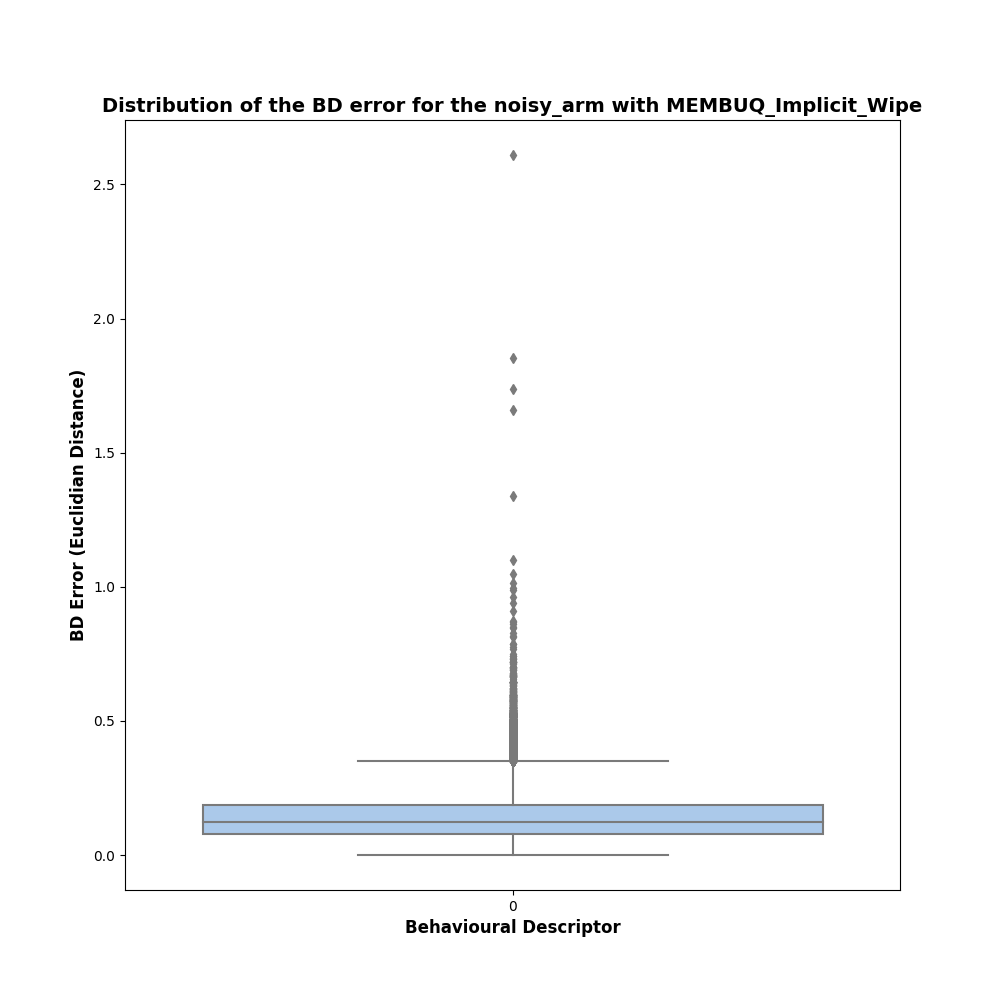 Distribution of the BD error for the noisy_arm with MEMBUQ_Implicit_Wipe
2.5
2.0
1.5
1.0
0.5
0.0
BD Error (Euclidian Distance)
0
Behavioural Descriptor